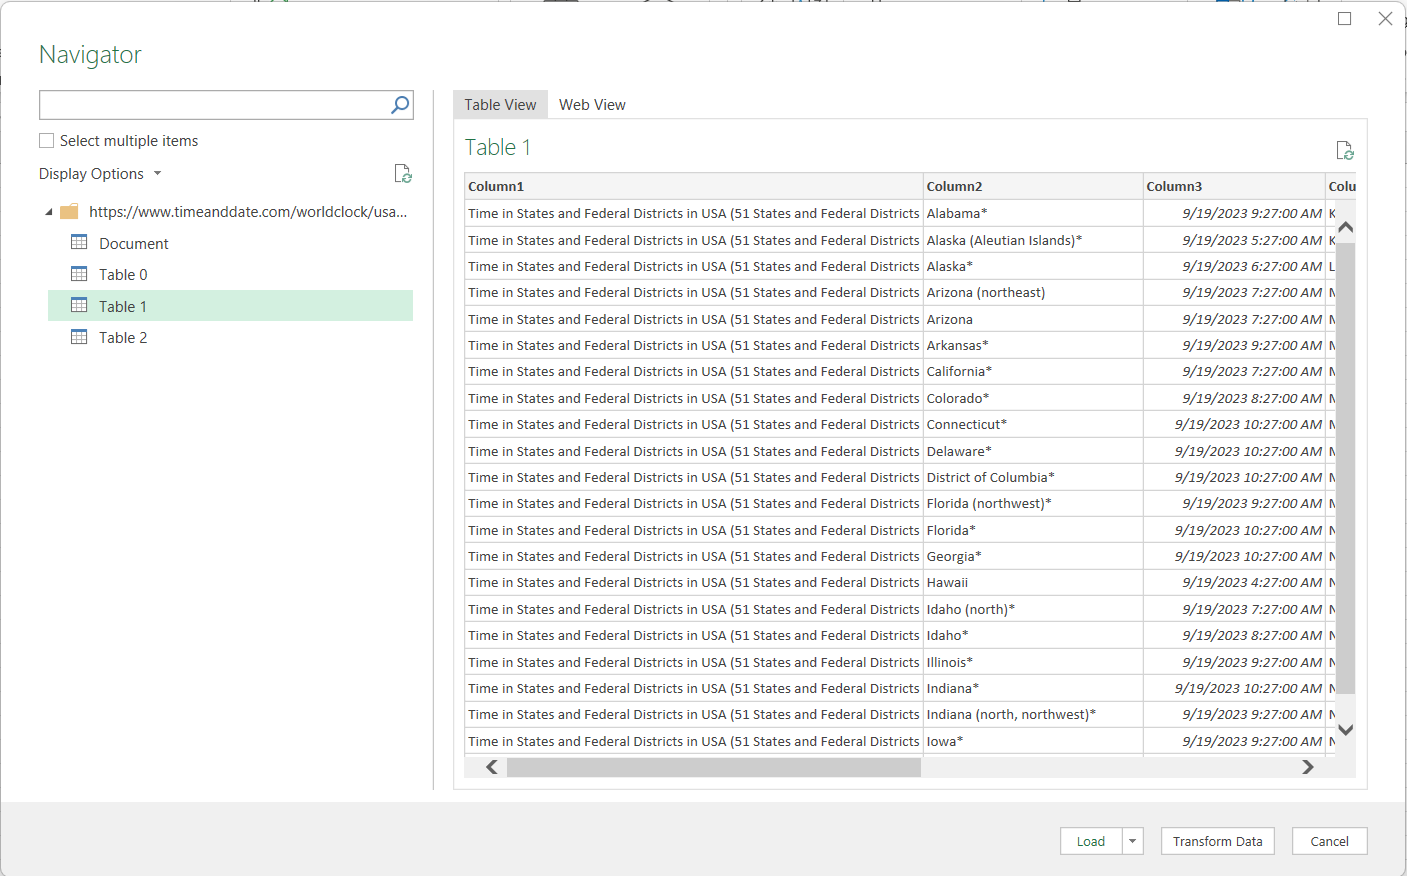 Navigator
Select multiple items
Display Options
https://www.timeanddate.com/worldclock/usa...
Document
Table 0
Table 1
Table 2
Table View Web View
Table 1
Column1 Column2 Column3 Colu
Time in States and Federal Districts in USA (51 States and Federal Districts Alabama* 9/19/2023 9:27:00 AM K
Time in States and Federal Districts in USA (51 States and Federal Districts Alaska (Aleutian Islands)* 9/19/2023 5:27:00 AM K
Time in States and Federal Districts in USA (51 States and Federal Districts Alaska* 9/19/2023 6:27:00 AM L
Time in States and Federal Districts in USA (51 States and Federal Districts Arizona (northeast) 9/19/2023 7:27:00 AM
Time in States and Federal Districts in USA (51 States and Federal Districts Arizona 9/19/2023 7:27:00 AM
Time in States and Federal Districts in USA (51 States and Federal Districts Arkansas* 9/19/2023 9:27:00 AM
Time in States and Federal Districts in USA (51 States and Federal Districts California* 9/19/2023 7:27:00 AM
Time in States and Federal Districts in USA (51 States and Federal Districts Colorado* 9/19/2023 8:27:00 AM
Time in States and Federal Districts in USA (51 States and Federal Districts Connecticut* 9/19/2023 10:27:00 AM
Time in States and Federal Districts in USA (51 States and Federal Districts Delaware* 9/19/2023 10:27:00 AM
Time in States and Federal Districts in USA (51 States and Federal Districts District of Columbia* 9/19/2023 10:27:00 AM
Time in States and Federal Districts in USA (51 States and Federal Districts Florida (northwest)* 9/19/2023 9:27:00 AM
Time in States and Federal Districts in USA (51 States and Federal Districts Florida* 9/19/2023 10:27:00 AM
Time in States and Federal Districts in USA (51 States and Federal Districts Georgia* 9/19/2023 10:27:00 AM
Time in States and Federal Districts in USA (51 States and Federal Districts Hawaii 9/19/2023 4:27:00 AM
Time in States and Federal Districts in USA (51 States and Federal Districts Idaho (north)* 9/19/2023 7:27:00 AM
Time in States and Federal Districts in USA (51 States and Federal Districts Idaho* 9/19/2023 8:27:00 AM
Time in States and Federal Districts in USA (51 States and Federal Districts Illinois* 9/19/2023 9:27:00 AM
Time in States and Federal Districts in USA (51 States and Federal Districts Indiana* 9/19/2023 10:27:00 AM
Time in States and Federal Districts in USA (51 States and Federal Districts Indiana (north, northwest)* 9/19/2023 9:27:00 AM
Time in States and Federal Districts in USA (51 States and Federal Districts Iowa* 9/19/2023 9:27:00 AM
Load Transform Data Cancel